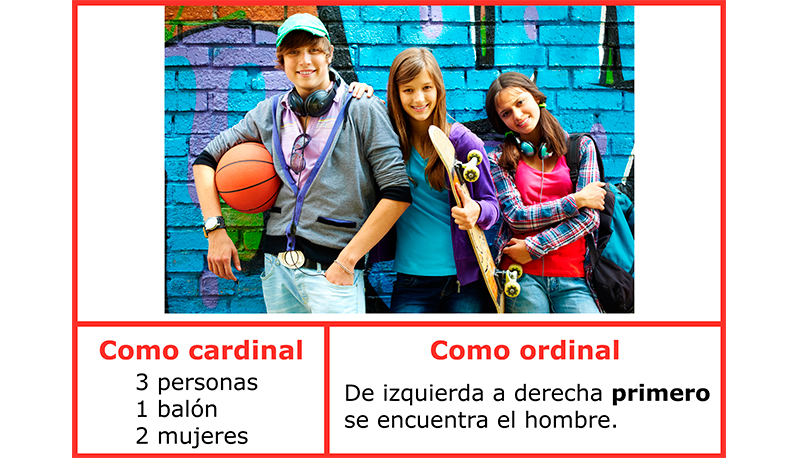 Como cardinal
3 personas
1 balón
2 mujeres
Como ordinal
De izquierda a derecha primero
se encuentra el hombre.